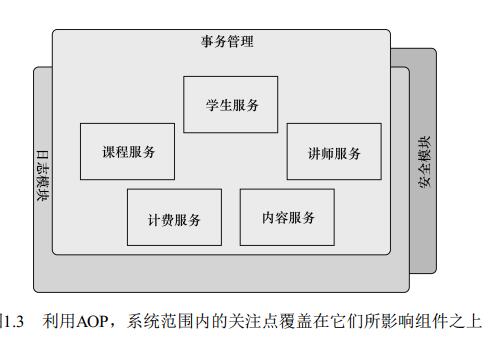 事务管理
学生服务
课程服务
讲师服务
日志模块
安全模块
计费服务
内容服务
1.3 利用AOP，系统范围内的关注点覆盖在它们所影响组件之上